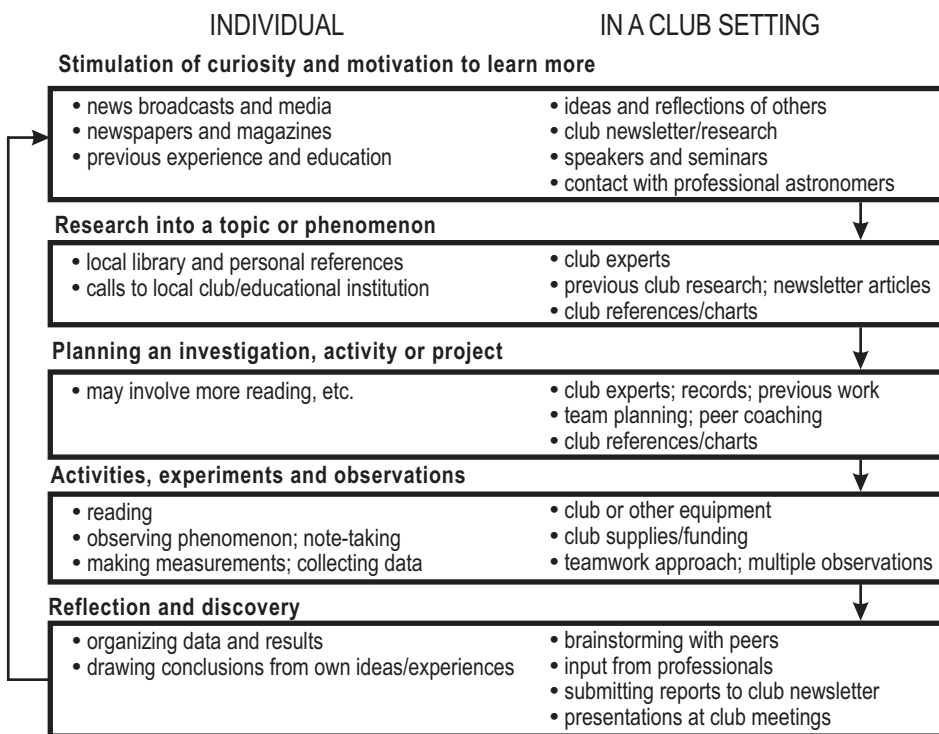 INDIVIDUAL
IN A CLUB SETTING
Stimulation of curiosity and motivation to learn more
• news broadcasts and media
• newspapers and magazines
• previous experience and education
• ideas and reflections of others
• club newsletter/research
• speakers and seminars
• contact with professional astronomers
Research into a topic or phenomenon
• local library and personal references
• calls to local club/educational institution
• club experts
• previous club research; newsletter articles
• club references/charts
Planning an investigation, activity or project
• may involve more reading, etc.
• club experts; records; previous work
• team planning; peer coaching
• club references/charts
Activities, experiments and observations
• reading
• observing phenomenon; note-taking
• making measurements; collecting data
• club or other equipment
• club supplies/funding
• teamwork approach; multiple observations
Reflection and discovery
• organizing data and results
• drawing conclusions from own ideas/experiences
• brainstorming with peers
• input from professionals
• submitting reports to club newsletter
• presentations at club meetings